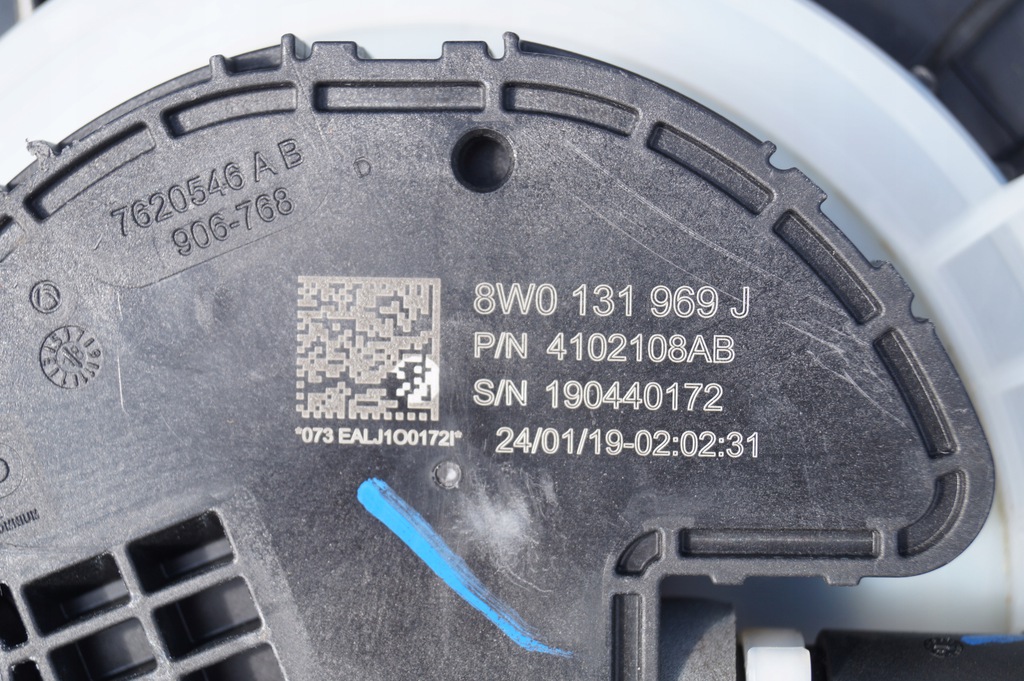 7620546 A B
906-768
D
8W0 131 969 J
P/N 4102108AB
S/N 190440172
*073 EALJ1O0172I*
24/01/19-02:02:31